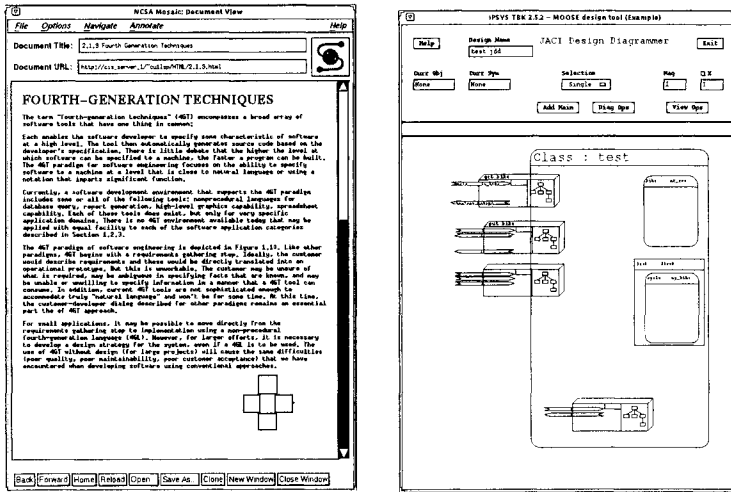 NCSA Mosaic: Document View
File Options Navigate Annotate Help
Document Title: 2.1.3 Fourth Generation Techniques
Document URL:
FOURTH-GENERATION TECHNIQUES
The term "fourth-generation techniques" (4GT) encompasses a broad array of
software tools that have one thing in common:
Each enables the software developer to specify some characteristic of software
at a high level. The tool then automatically generates source code based on the
developer's specification. There is little debate that the higher the level at
which software can be specified to a machine, the faster a program can be built.
The 4GT paradigm for software engineering focuses on the ability to specify
software to a machine at a level that is close to natural language or using a
notation that imparts significant function.
Currently, a software development environment that supports the 4GT paradigm
includes some or all of the following tools: nonprocedural languages for
database query, report generation, high-level graphics capability, spreadsheet
capability. Each of these tools does exist, but only for very specific
application domains. There is no 4GT environment available today that may be
applied with equal facility to each of the software application categories
described in Section 1.2.3.
The 4GT paradigm of software engineering is depicted in Figure 1.10. Like other
paradigms, 4GT begins with a requirements gathering step. Ideally, the customer
would describe requirements and these would be directly translated into an
operational prototype. But this is unworkable. The customer may be unsure of
what is required, may be ambiguous in specifying facts that are known, and may
be unable or unwilling to specify information in a manner that a 4GT tool can
consume. In addition, current 4GT tools are not sophisticated enough to
accommodate truly "natural language" and won't be for some time. At this time,
the customer-developer dialog described for other paradigms remains an essential
part the of 4GT approach.
For small applications, it may be possible to move directly from the
requirements gathering step to implementation using a non-procedural
fourth-generation language (4GL). However, for larger efforts, it is necessary
to develop a design strategy for the system, even if a 4GL is to be used. The
use of 4GT without design (for large projects) will cause the same difficulties
(poor quality, poor maintainability, poor customer acceptance) that we have
encountered when developing software using conventional approaches.
Back Forward Home Reload Open Save As.. Clone New Window Close Window
IPSYS TBK 2.5.2 - MOOSE design tool (Example)
Help Design Name JACI Design Diagrammer Exit
test j6d
Curr Obj Curr Sym Selection Mag
None None Single 1 1
Add Main Diag Ops View Ops
Class : test